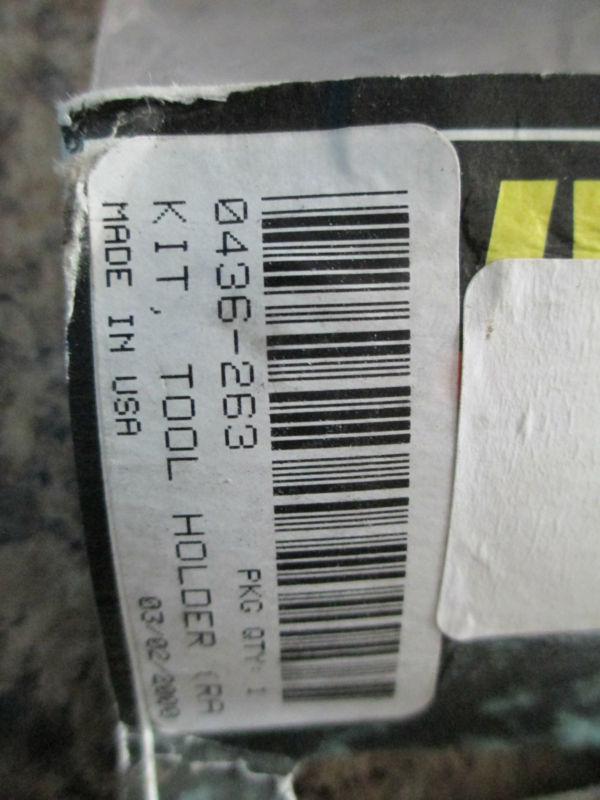 0436-263 PKG QTY: 1
KIT, TOOL HOLDER (RA
MADE IN USA 03/02/2000